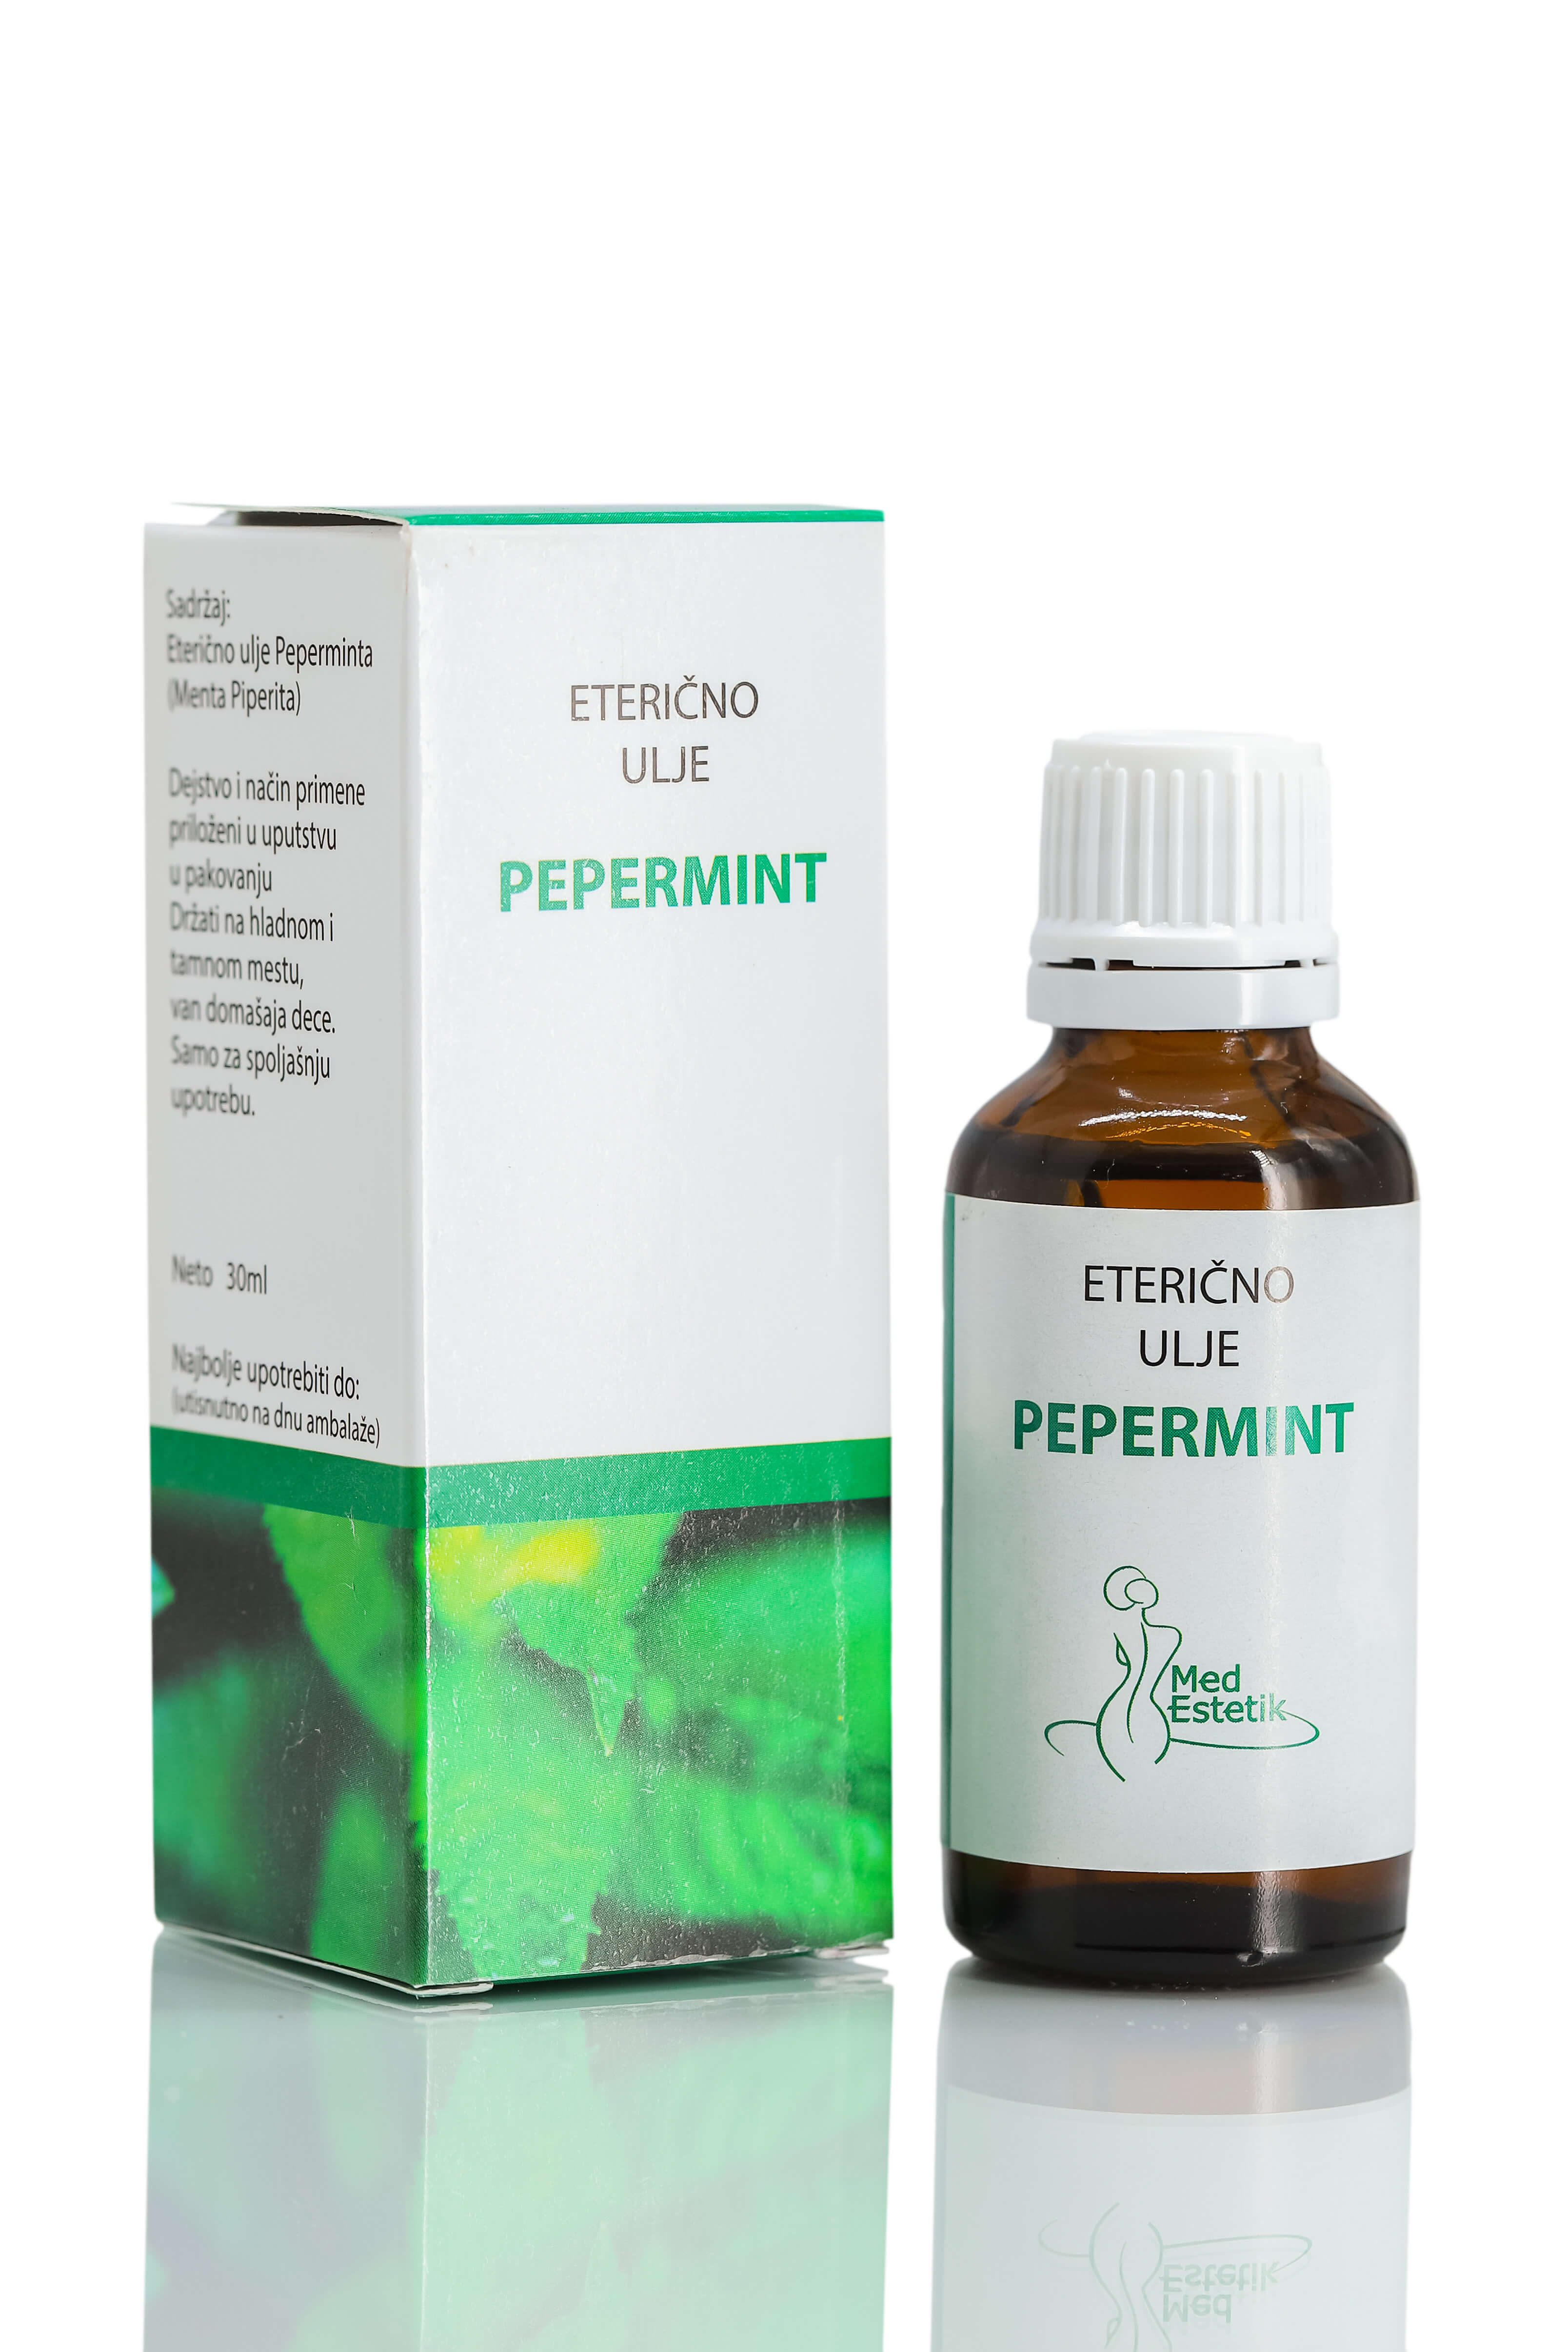 Sadržaj:
Eterično ulje Peperminta
(Menta Piperita)
Dejstvo i način primene
priloženi u uputstvu
u pakovanju
Držati na hladnom i
tamnom mestu,
van domašaja dece.
Samo za spoljašnju
upotrebu.
Neto 30ml
Najbolje upotrebiti do:
(utisnutno na dnu ambalaže)
ETERIČNO
ULJE
PEPERMINT
ETERIČNO
ULJE
PEPERMINT
Med
Estetik